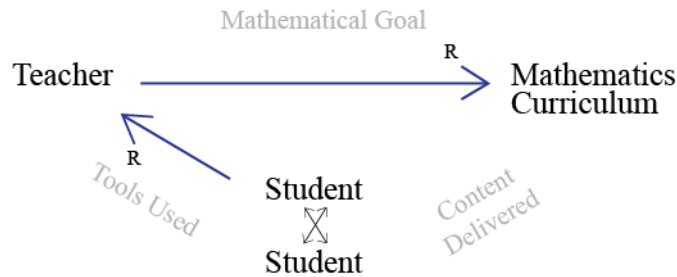 Mathematical Goal
R
Teacher
Mathematics
Curriculum
R
Tools Used
Student
Content
Delivered
Student